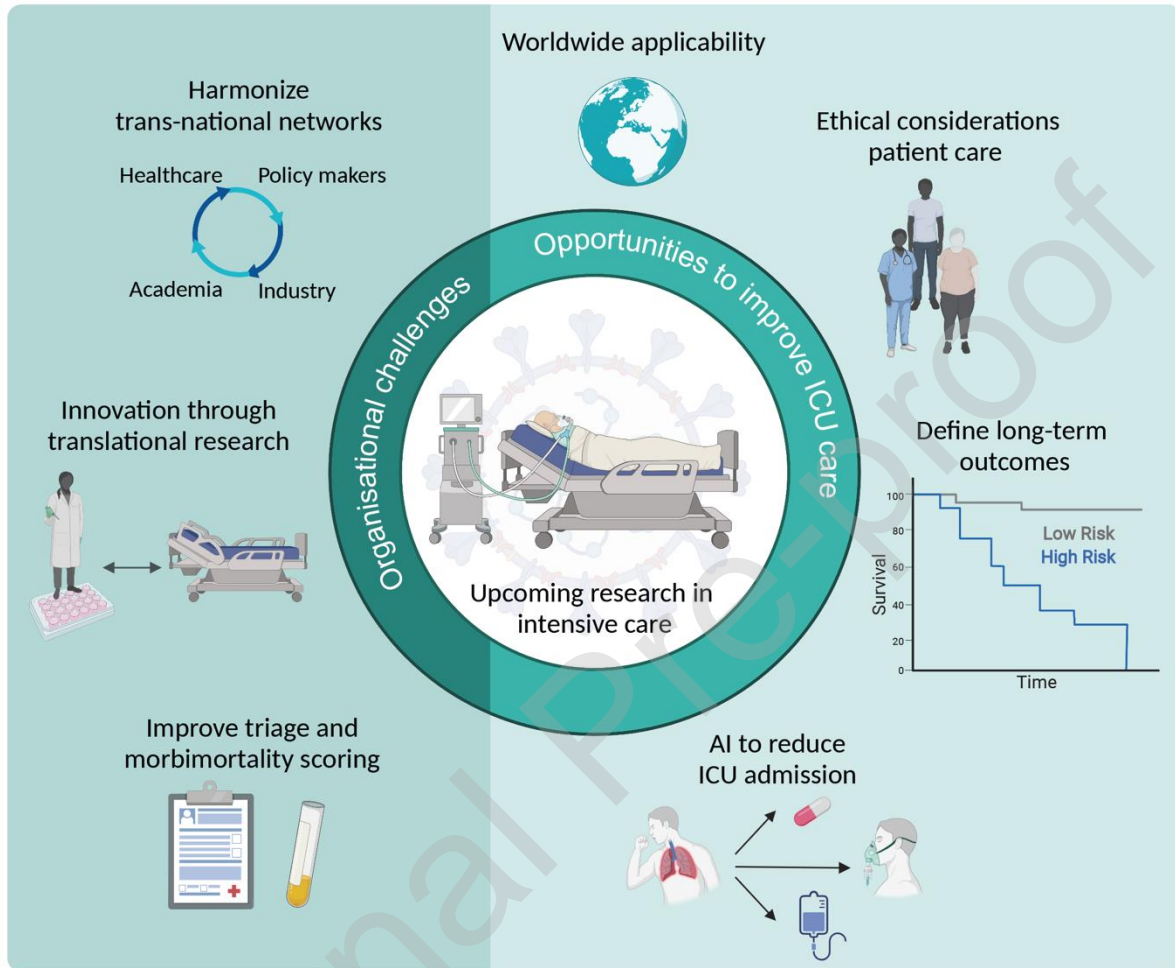 Worldwide applicability
Harmonize
trans-national networks
Healthcare
Policy makers
Academia
Industry
Ethical considerations
patient care
Organisational challenges
Opportunities to improve ICU care
Upcoming research in
intensive care
Innovation through
translational research
Define long-term
outcomes
100
80
60
40
20
0
Survival
Low Risk
High Risk
Time
Improve triage and
morbimortality scoring
AI to reduce
ICU admission
nal Pre-proof